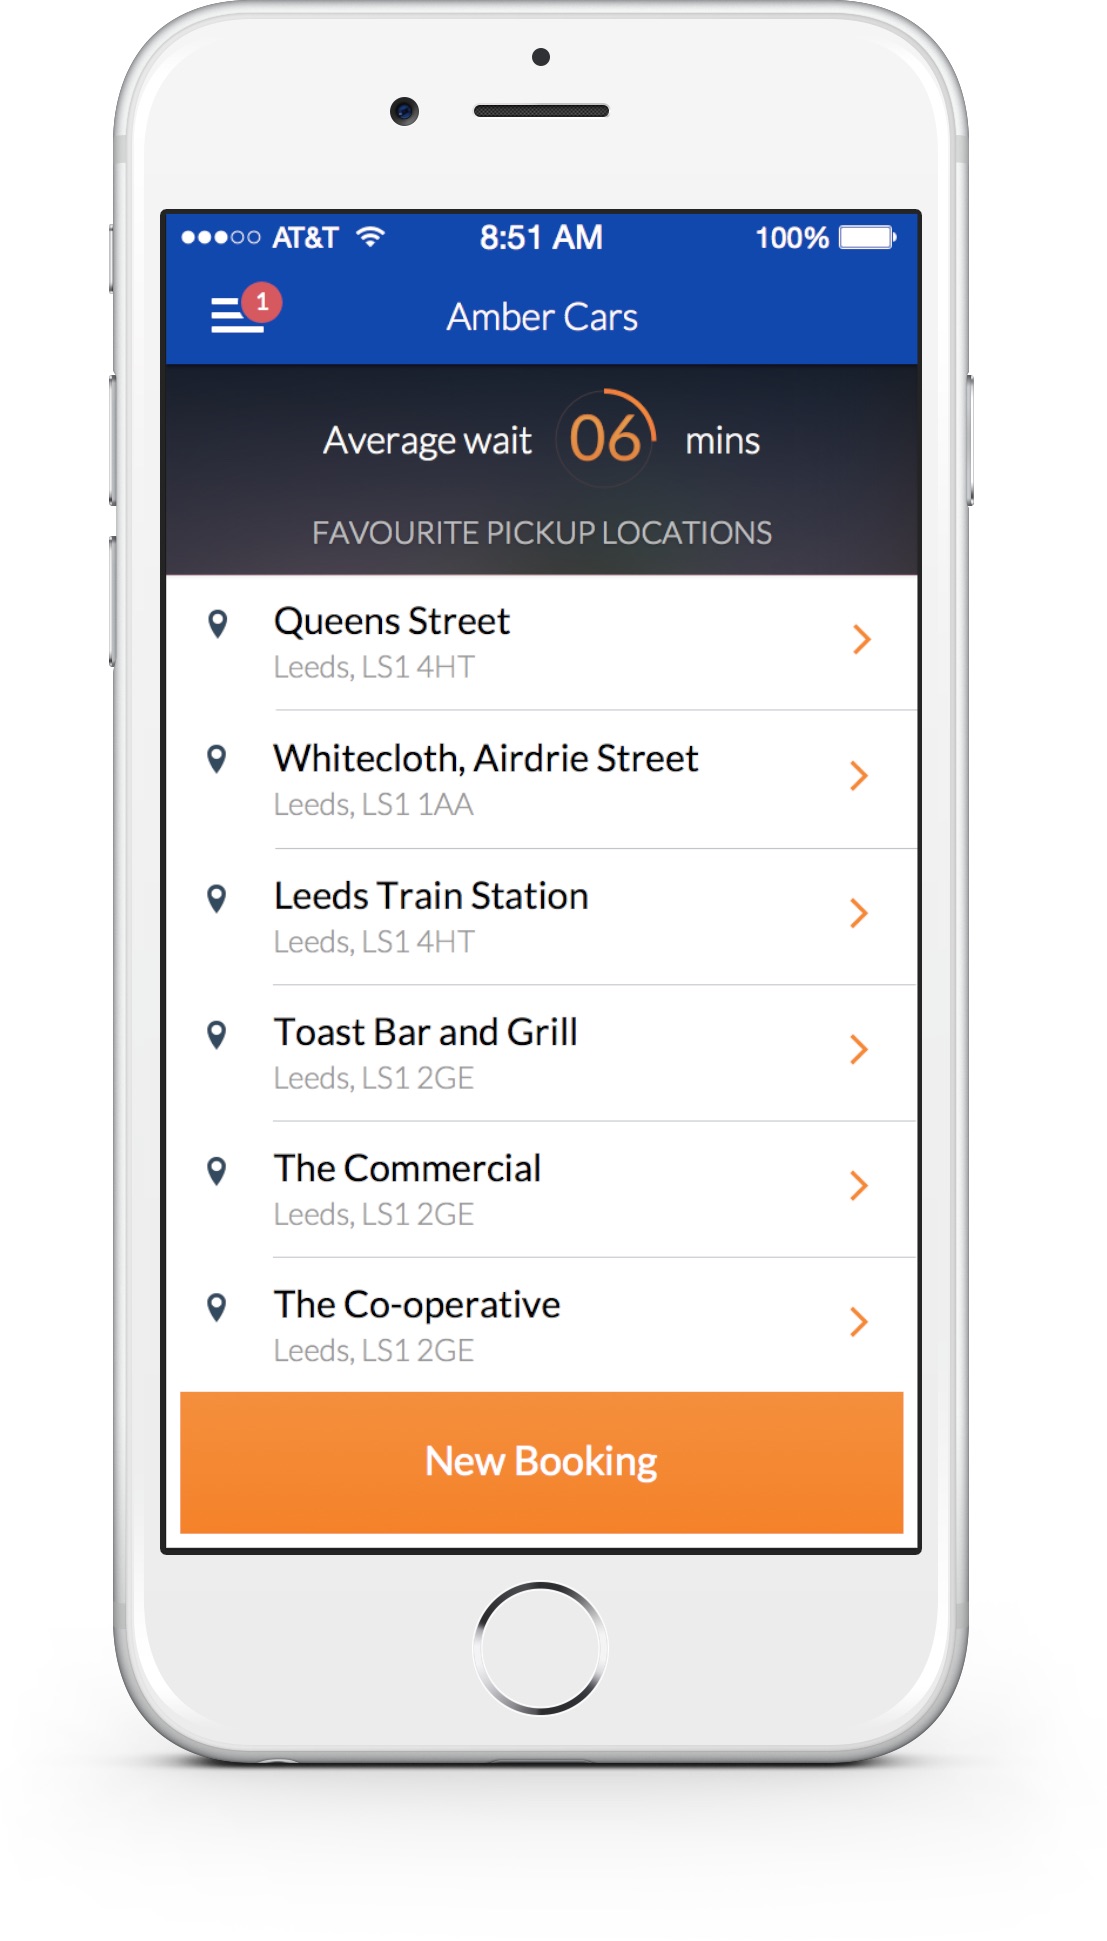 AT&T 8:51 AM 100%
1
Amber Cars
Average wait 06 mins
FAVOURITE PICKUP LOCATIONS
Queens Street
Leeds, LS1 4HT
Whitecloth, Airdrie Street
Leeds, LS1 1AA
Leeds Train Station
Leeds, LS1 4HT
Toast Bar and Grill
Leeds, LS1 2GE
The Commercial
Leeds, LS1 2GE
The Co-operative
Leeds, LS1 2GE
New Booking